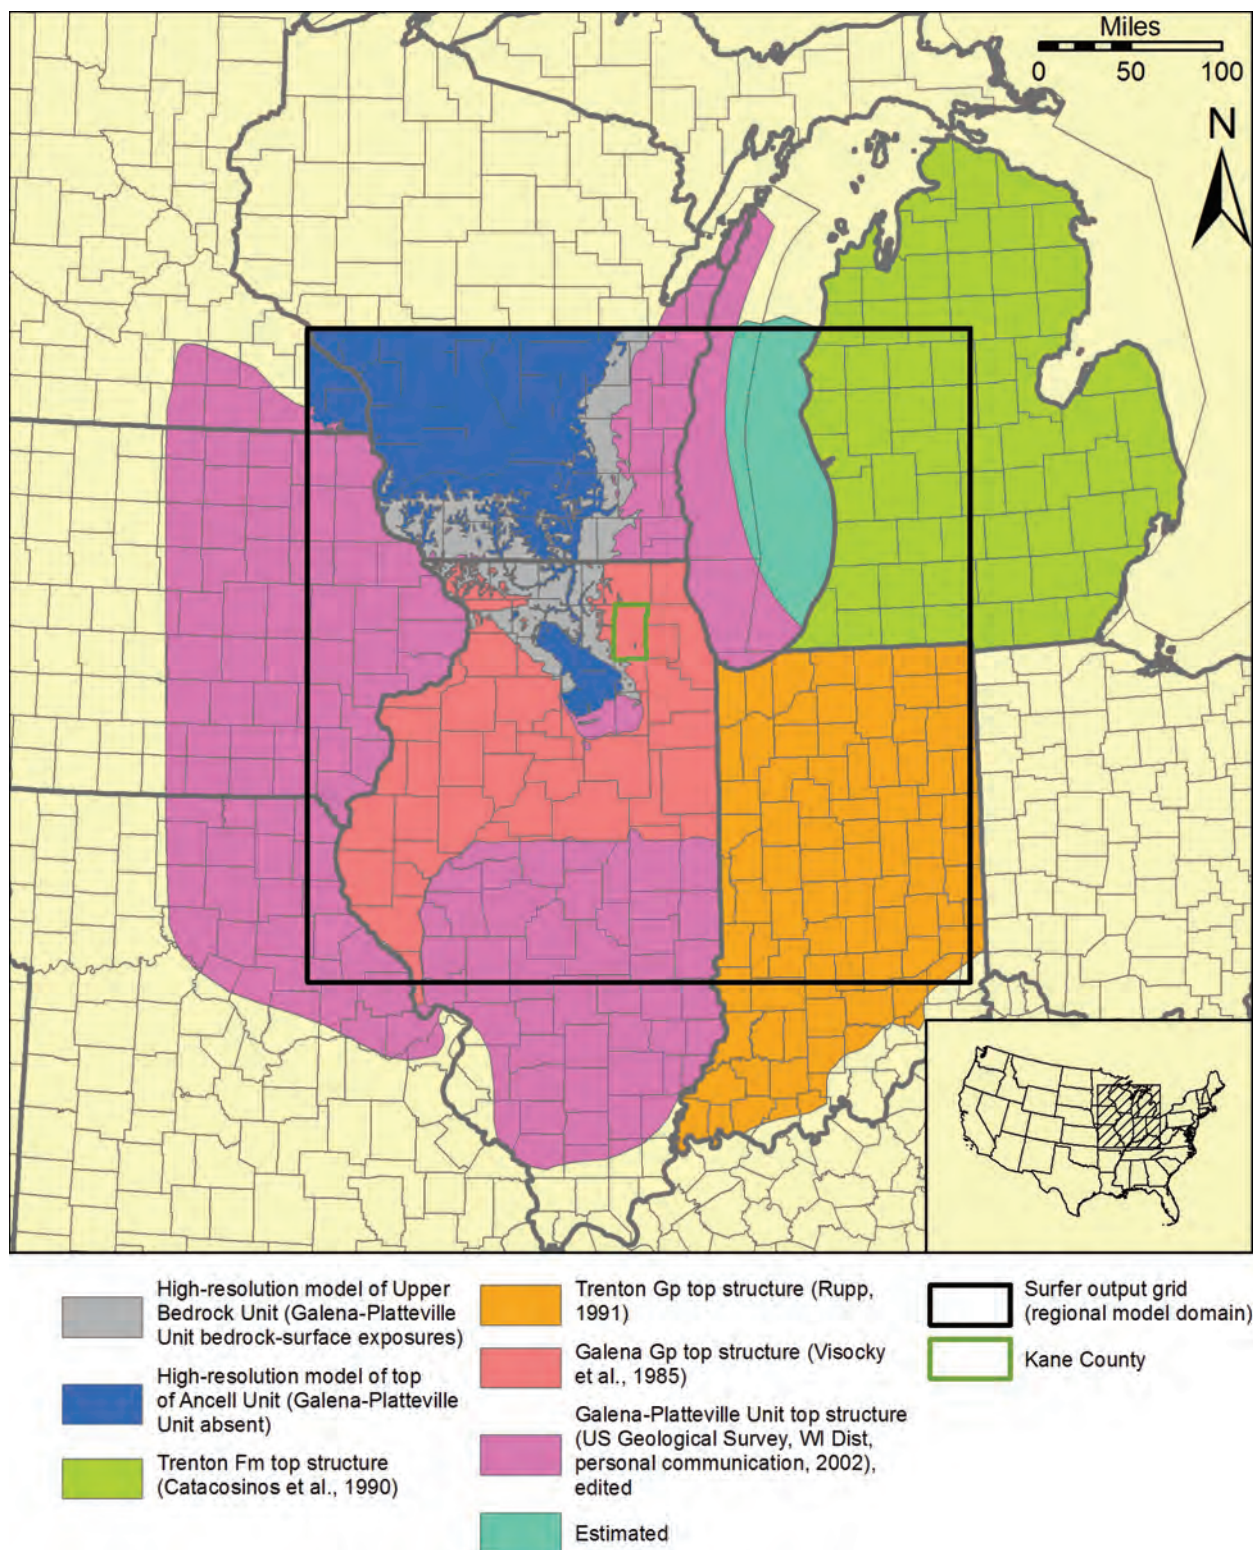 Miles
0 50 100
N
High-resolution model of Upper
Bedrock Unit (Galena-Platteville
Unit bedrock-surface exposures)
High-resolution model of top
of Ancell Unit (Galena-Platteville
Unit absent)
Trenton Fm top structure
(Catacosinos et al., 1990)
Trenton Gp top structure (Rupp,
1991)
Galena Gp top structure (Visocky
et al., 1985)
Galena-Platteville Unit top structure
(US Geological Survey, WI Dist,
personal communication, 2002),
edited
Estimated
Surfer output grid
(regional model domain)
Kane County